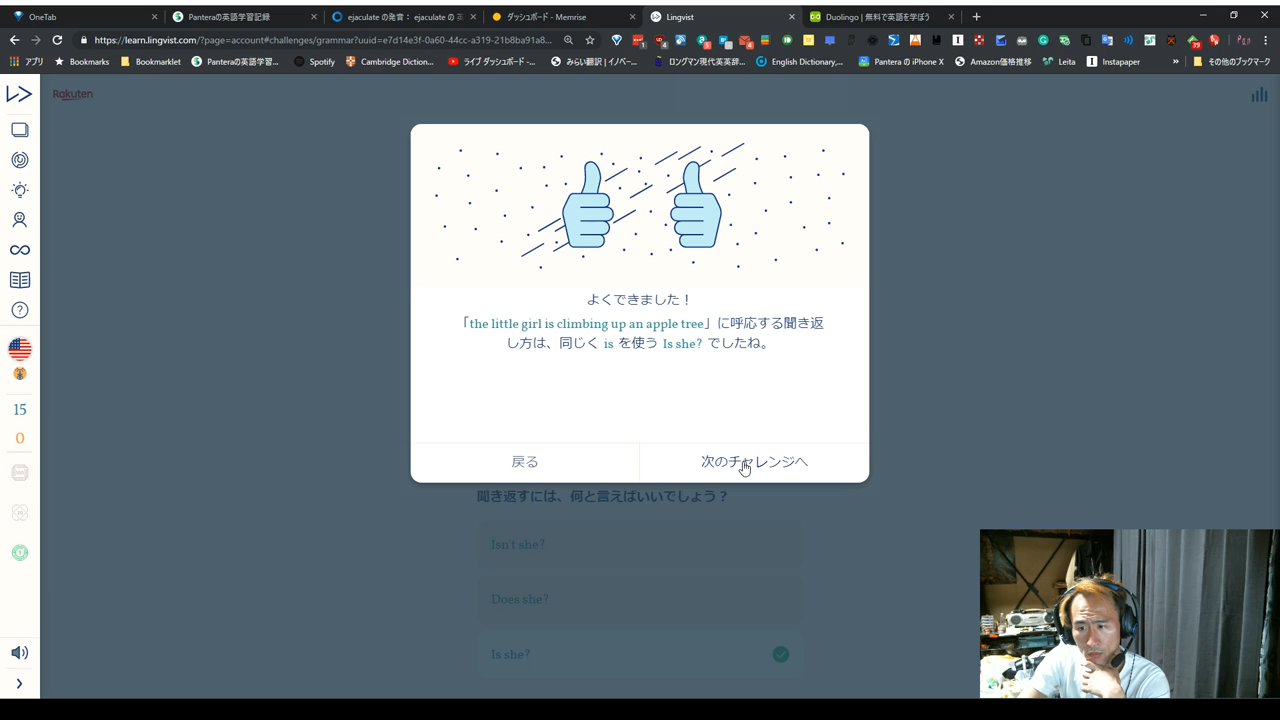 OneTab
Panteraの英語学習記録
ejaculate の発音： ejaculate の 英
ダッシュボード - Memrise
Lingvist
Duolingo | 無料で英語を学ぼう
https://learn.lingvist.com/?page=account#challenges/grammar?uuid=e7d14e3f-0a60-44cc-a319-21b8ba91a8...
アプリ
Bookmarks
Bookmarklet
Panteraの英語学習...
Spotify
Cambridge Diction...
ライブ ダッシュボード -...
みらい翻訳 | イノベー...
ロングマン現代英英辞...
English Dictionary,...
Pantera の iPhone X
Amazon価格推移
Leita
Instapaper
»
その他のブックマーク
Rakuten
よくできました！
「the little girl is climbing up an apple tree」に呼応する聞き返
し方は、同じく is を使う Is she? でしたね。
戻る
次のチャレンジへ
聞き返すには、何と言えばいいでしょう？
Isn't she?
Does she?
Is she?
15
0